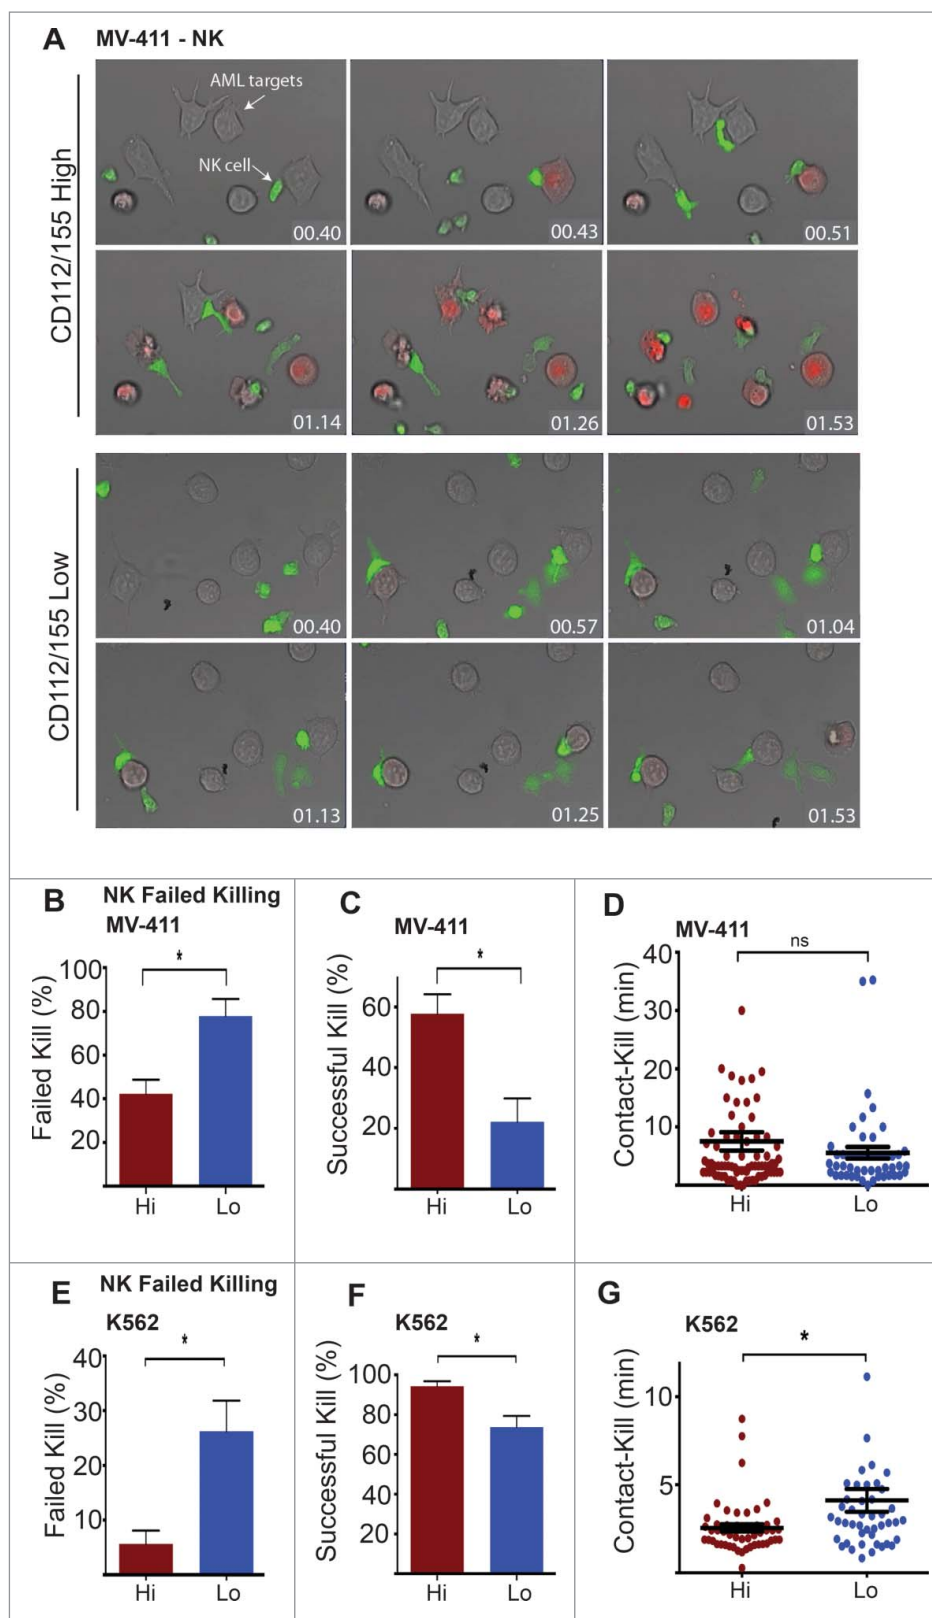 A MV-411 - NK
CD112/155 High
AML targets
NK cell
00.40
00.43
00.51
01.14
01.26
01.53
CD112/155 Low
00.40
00.57
01.04
01.13
01.25
01.53
B NK Failed Killing
MV-411
*
Failed Kill (%)
100
80
60
40
20
Hi Lo
C
MV-411
*
Successful Kill (%)
60
40
20
Hi Lo
D
MV-411
ns
Contact-Kill (min)
40
30
20
10
Hi Lo
E NK Failed Killing
K562
*
Failed Kill (%)
40
30
20
10
Hi Lo
F
K562
*
Successful Kill (%)
100
80
60
40
20
Hi Lo
G
K562
*
Contact-Kill (min)
10
5
Hi Lo